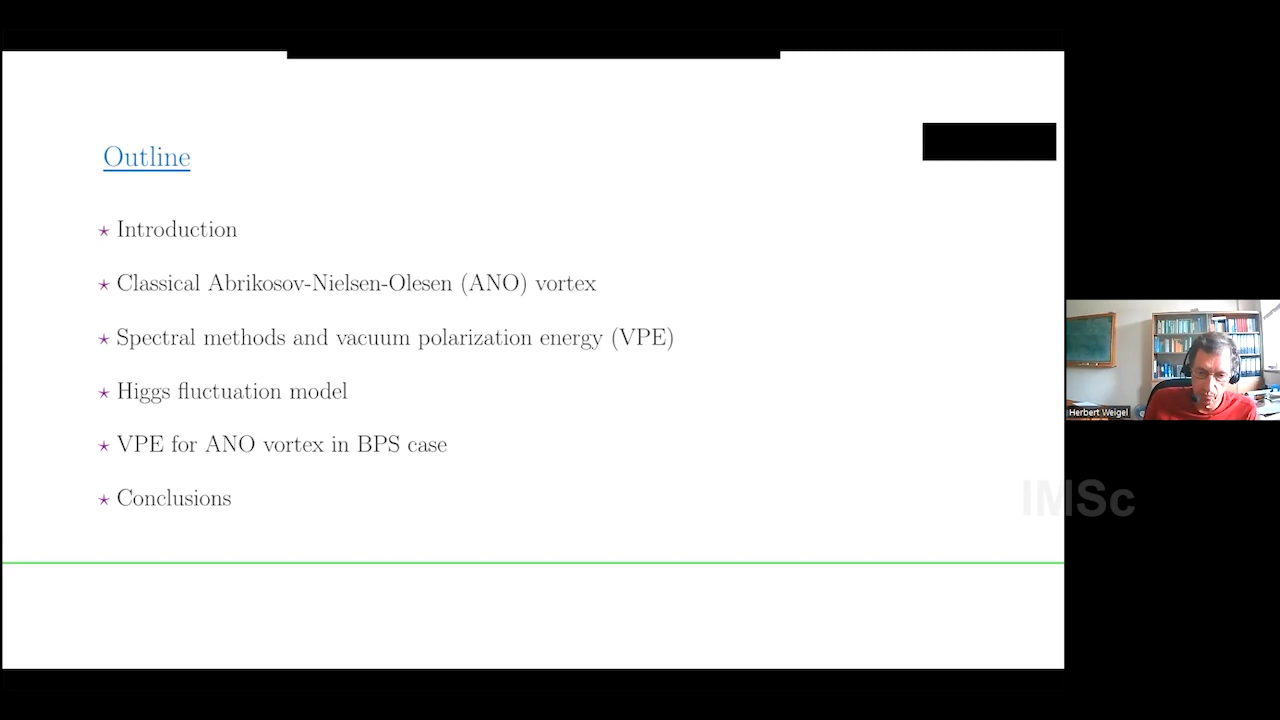 Outline
⋆ Introduction
⋆ Classical Abrikosov-Nielsen-Olesen (ANO) vortex
⋆ Spectral methods and vacuum polarization energy (VPE)
⋆ Higgs fluctuation model
⋆ VPE for ANO vortex in BPS case
⋆ Conclusions
Herbert Weigel
IMSc